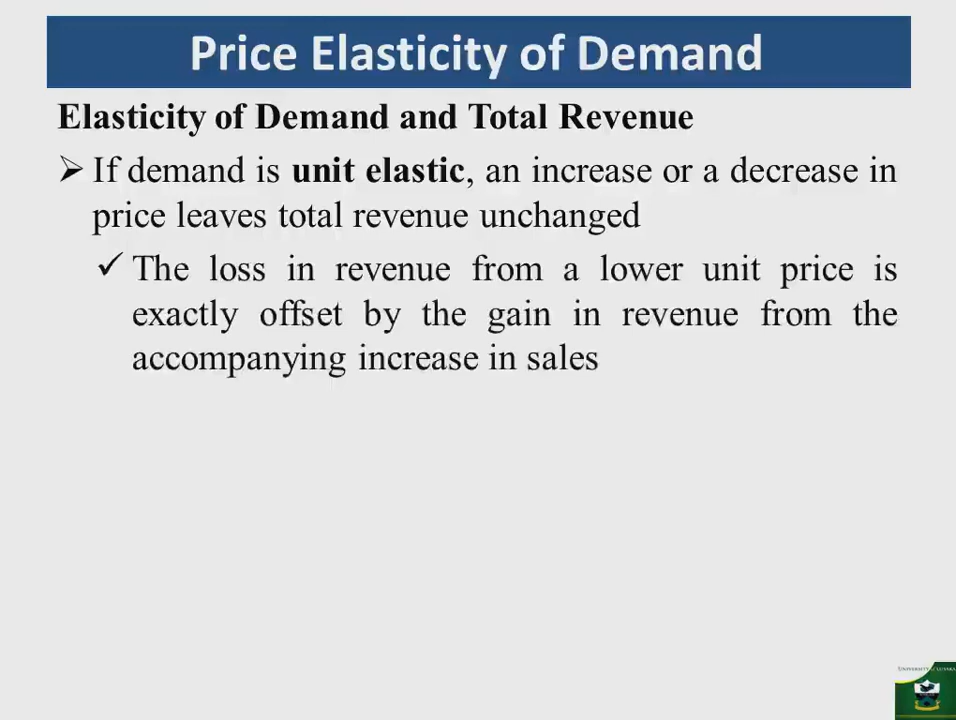 Price Elasticity of Demand
Elasticity of Demand and Total Revenue
➢ If demand is unit elastic, an increase or a decrease in
price leaves total revenue unchanged
✓ The loss in revenue from a lower unit price is
exactly offset by the gain in revenue from the
accompanying increase in sales
UNIVERSITY